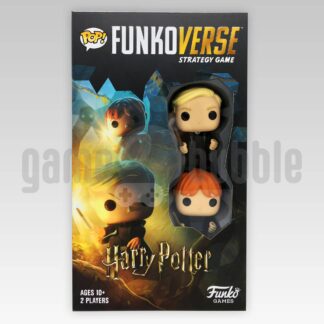 POP!
FUNKOVERSE
STRATEGY GAME
Harry Potter
AGES 10+
2 PLAYERS
Funko
GAMES